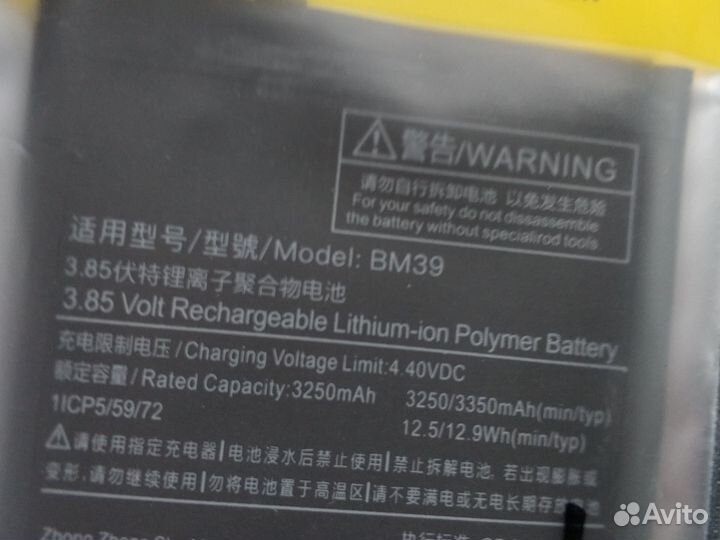 警告/WARNING
请勿自行拆卸电池 以免发生危险
For your safety do not disassemble
the battery without specialirod tools
适用型号/型號/Model: BM39
3.85伏特锂离子聚合物电池
3.85 Volt Rechargeable Lithium-ion Polymer Battery
充电限制电压/Charging Voltage Limit:4.40VDC
额定容量/Rated Capacity:3250mAh 3250/3350mAh(min/typ)
1ICP5/59/72 12.5/12.9Wh(min/typ)
请使用指定充电器|电池浸水后禁止使用|禁止拆解电池,若出现膨胀或
变形,请勿继续使用|勿将电池置于高温区|请不要满电或无电长期存放电池
Zhong Zheng
执行标准:
Avito